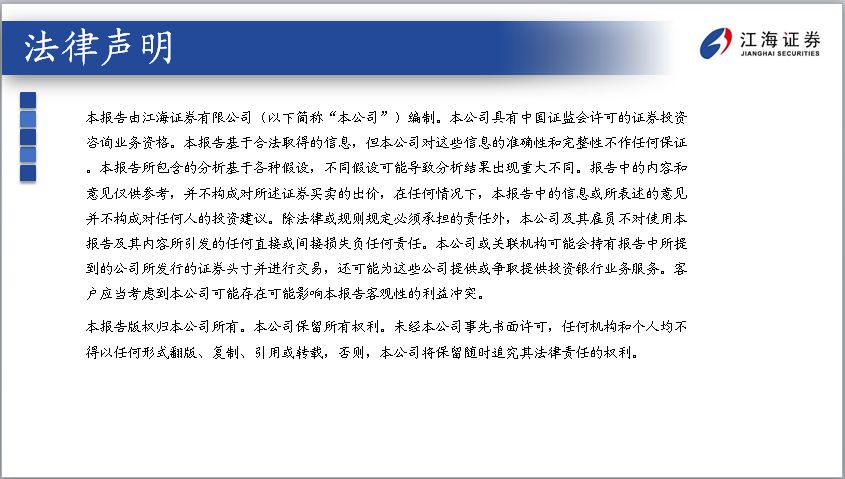 法律声明
江海证券
JIANGHAI SECURITIES
本报告由江海证券有限公司（以下简称“本公司”）编制。本公司具有中国证监会许可的证券投资
咨询业务资格。本报告基于合法取得的信息，但本公司对这些信息的准确性和完整性不作任何保证
。本报告所包含的分析基于各种假设，不同假设可能导致分析结果出现重大不同。报告中的内容和
意见仅供参考，并不构成对所述证券买卖的出价，在任何情况下，本报告中的信息或所表述的意见
并不构成对任何人的投资建议。除法律或规则规定必须承担的责任外，本公司及其雇员不对使用本
报告及其内容所引发的任何直接或间接损失负任何责任。本公司或关联机构可能会持有报告中所提
到的公司所发行的证券头寸并进行交易，还可能为这些公司提供或争取提供投资银行业务服务。客
户应当考虑到本公司可能存在可能影响本报告客观性的利益冲突。
本报告版权归本公司所有。本公司保留所有权利。未经本公司事先书面许可，任何机构和个人均不
得以任何形式翻版、复制、引用或转载，否则，本公司将保留随时追究其法律责任的权利。